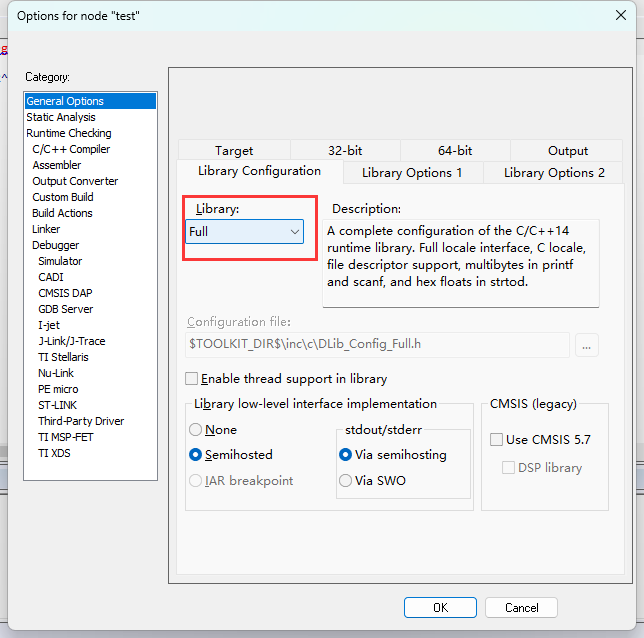 Options for node "test"
Category:
General Options
Static Analysis
Runtime Checking
C/C++ Compiler
Assembler
Output Converter
Custom Build
Build Actions
Linker
Debugger
Simulator
CADI
CMSIS DAP
GDB Server
I-jet
J-Link/J-Trace
TI Stellaris
Nu-Link
PE micro
ST-LINK
Third-Party Driver
TI MSP-FET
TI XDS
Target
32-bit
64-bit
Output
Library Configuration
Library Options 1
Library Options 2
Library:
Full
Description:
A complete configuration of the C/C++14
runtime library. Full locale interface, C locale,
file descriptor support, multibytes in printf
and scanf, and hex floats in strtod.
Configuration file:
$TOOLKIT_DIR$\inc\c\DLib_Config_Full.h
...
Enable thread support in library
Library low-level interface implementation
None
Semihosted
IAR breakpoint
stdout/stderr
Via semihosting
Via SWO
CMSIS (legacy)
Use CMSIS 5.7
DSP library
OK
Cancel